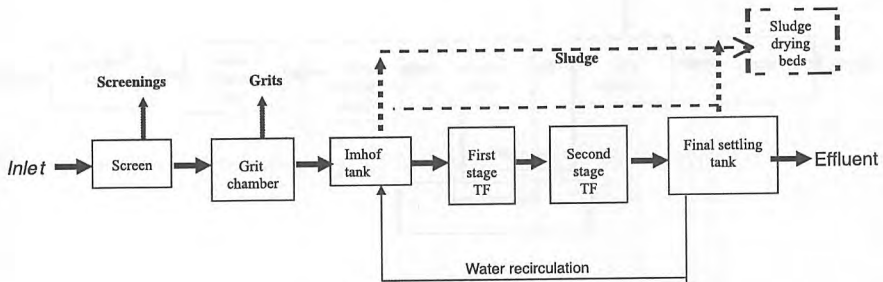 Sludge
drying
beds
Sludge
Screenings
Grits
Inlet
Screen
Grit
chamber
Imhof
tank
First
stage
TF
Second
stage
TF
Final settling
tank
Effluent
Water recirculation